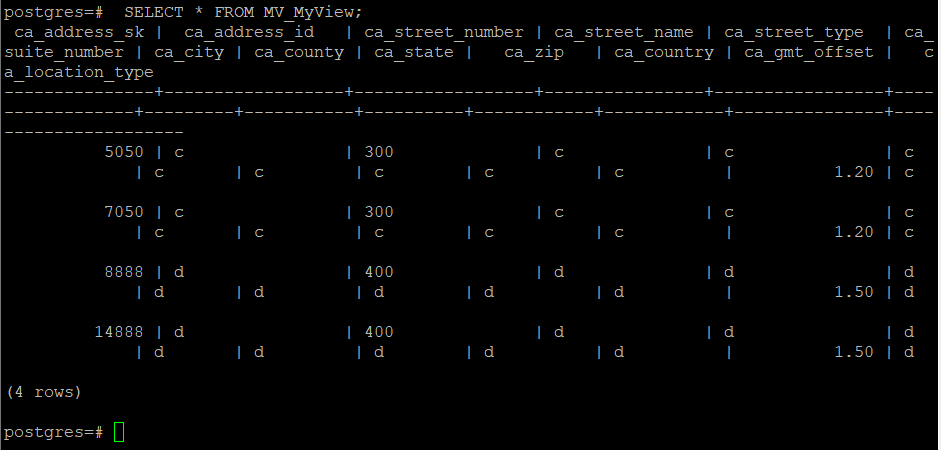 postgres=#  SELECT * FROM MV_MyView;
 ca_address_sk |  ca_address_id   | ca_street_number | ca_street_name | ca_street_type  | ca_
suite_number | ca_city | ca_county | ca_state |   ca_zip   | ca_country | ca_gmt_offset |   c
a_location_type
---------------+------------------+------------------+----------------+-----------------+----
-------------+---------+-----------+----------+------------+------------+---------------+----
------------------
          5050 | c                | 300              | c              | c               | c
             | c       | c         | c        | c          | c          |          1.20 | c
          7050 | c                | 300              | c              | c               | c
             | c       | c         | c        | c          | c          |          1.20 | c
          8888 | d                | 400              | d              | d               | d
             | d       | d         | d        | d          | d          |          1.50 | d
         14888 | d                | 400              | d              | d               | d
             | d       | d         | d        | d          | d          |          1.50 | d
(4 rows)
postgres=#